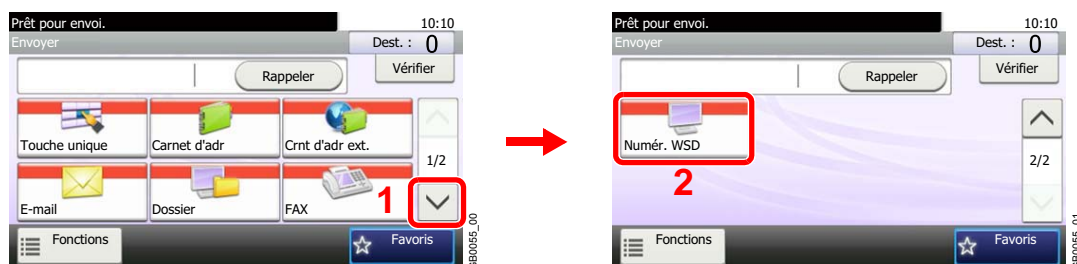 Prêt pour envoi. 10:10
Envoyer Dest. : 0
Rappeler Vérifier
Touche unique Carnet d'adr Crnt d'adr ext.
1/2
E-mail Dossier FAX 1
Fonctions Favoris
Prêt pour envoi. 10:10
Envoyer Dest. : 0
Rappeler Vérifier
Numér. WSD
2/2
2
Fonctions Favoris